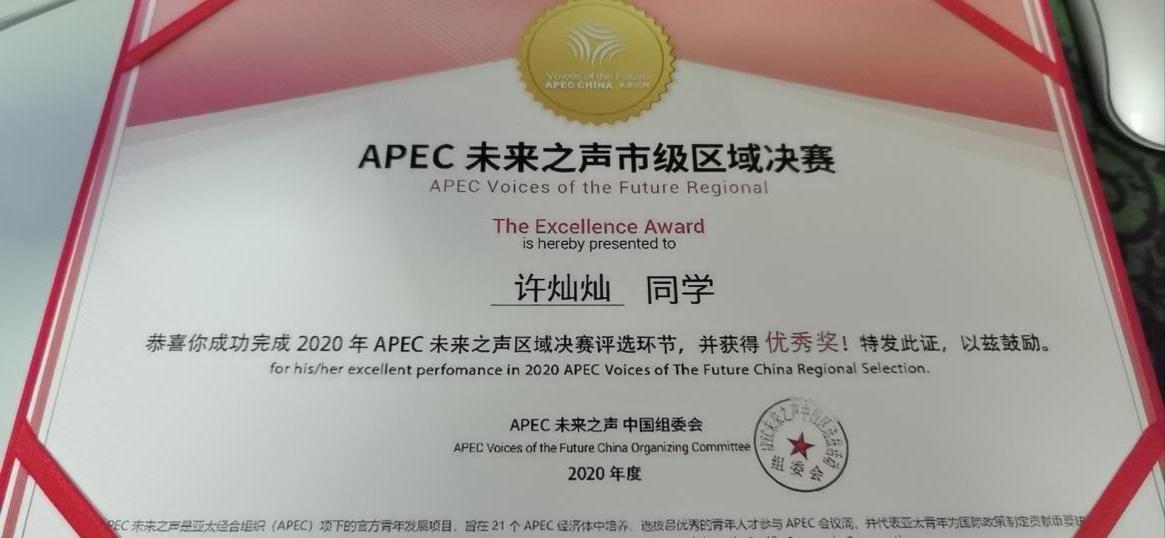 Voices of the Future
APEC CHINA 未来之声
APEC 未来之声市级区域决赛
APEC Voices of the Future Regional
The Excellence Award
is hereby presented to
许灿灿 同学
恭喜你成功完成 2020 年 APEC 未来之声区域决赛评选环节，并获得 优秀奖！特发此证，以兹鼓励。
for his/her excellent perfomance in 2020 APEC Voices of The Future China Regional Selection.
APEC 未来之声 中国组委会
APEC Voices of the Future China Organizing Committee
2020 年度
组委会
APEC 未来之声是亚太经合组织（APEC）项下的官方青年发展项目，旨在 21 个 APEC 经济体中培养、选拔出优秀的青年人才参与 APEC 会议周，并代表亚太青年为国际政策制定贡献重要